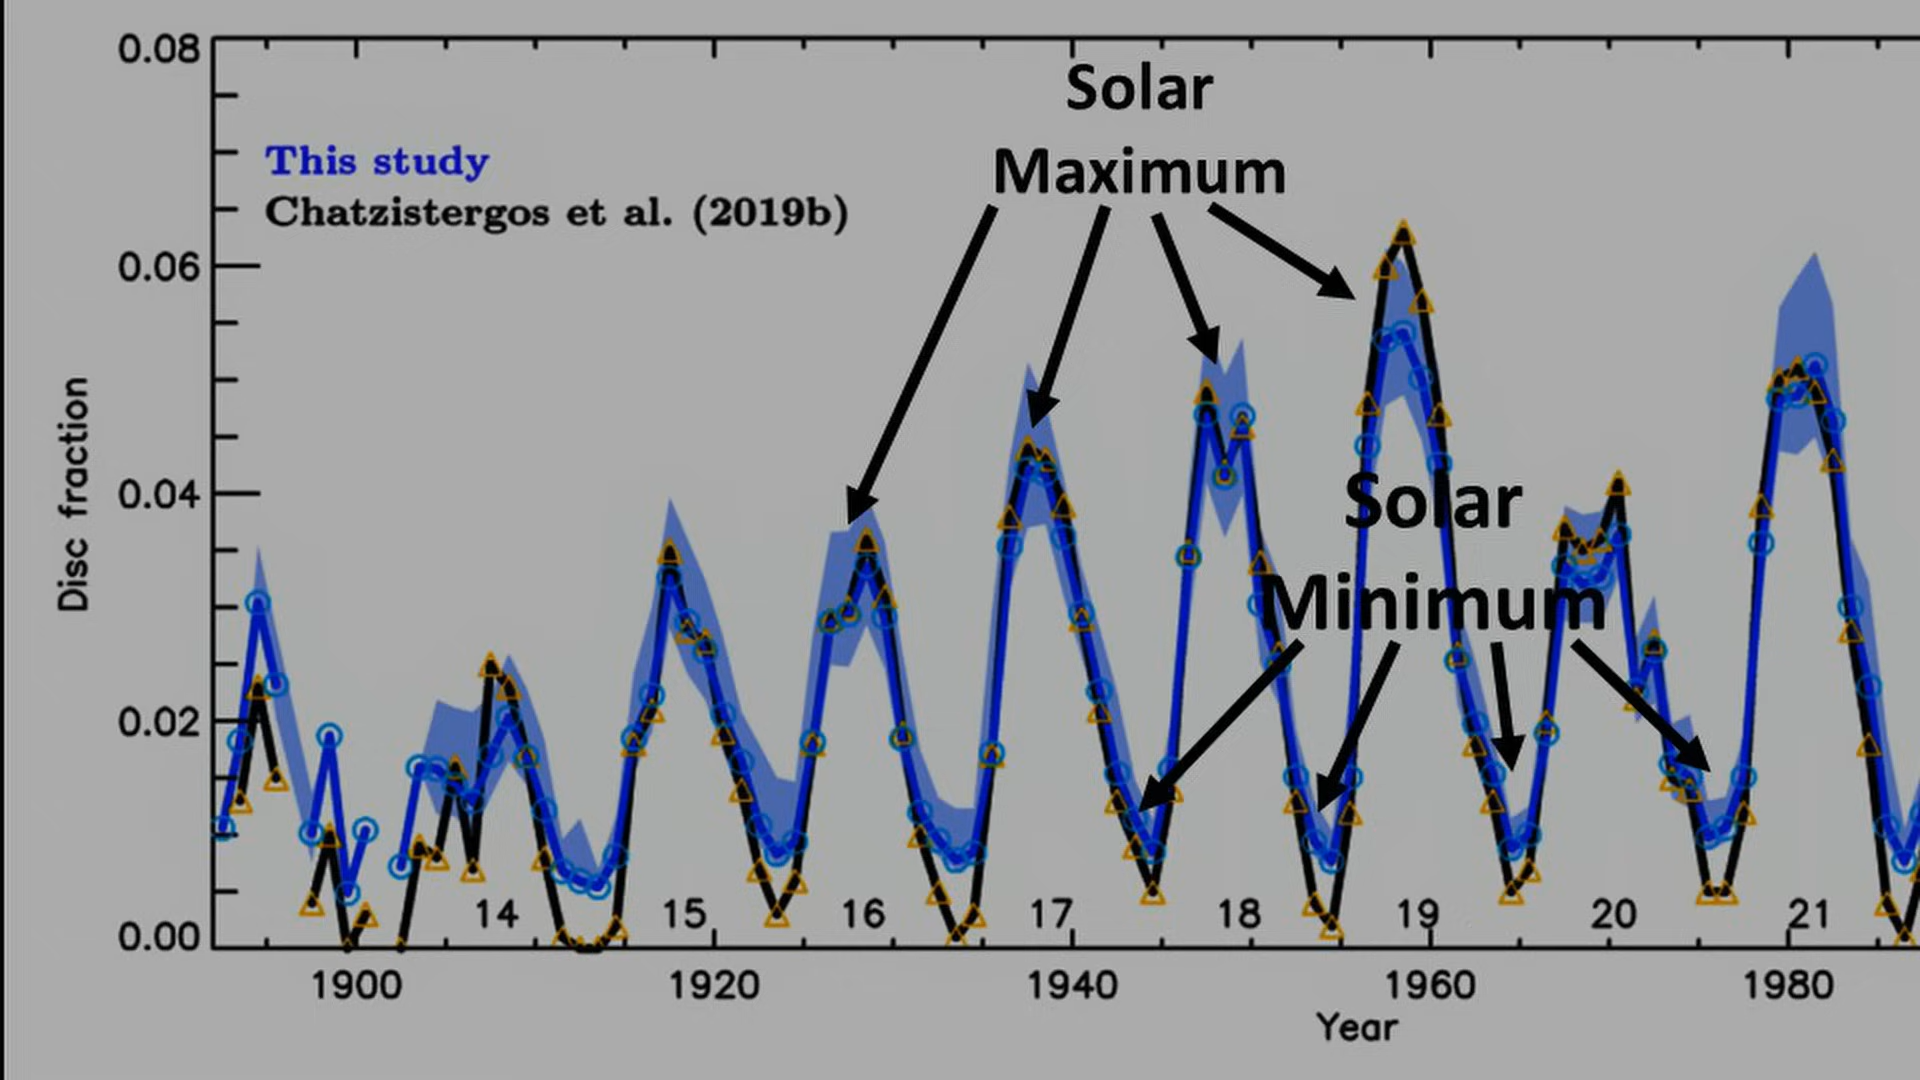 0.08
Solar
Maximum
This study
Chatzistergos et al. (2019b)
0.06
0.04
Solar
Minimum
Disc fraction
0.02
14 15 16 17 18 19 20 21
0.00
1900 1920 1940 1960 1980
Year